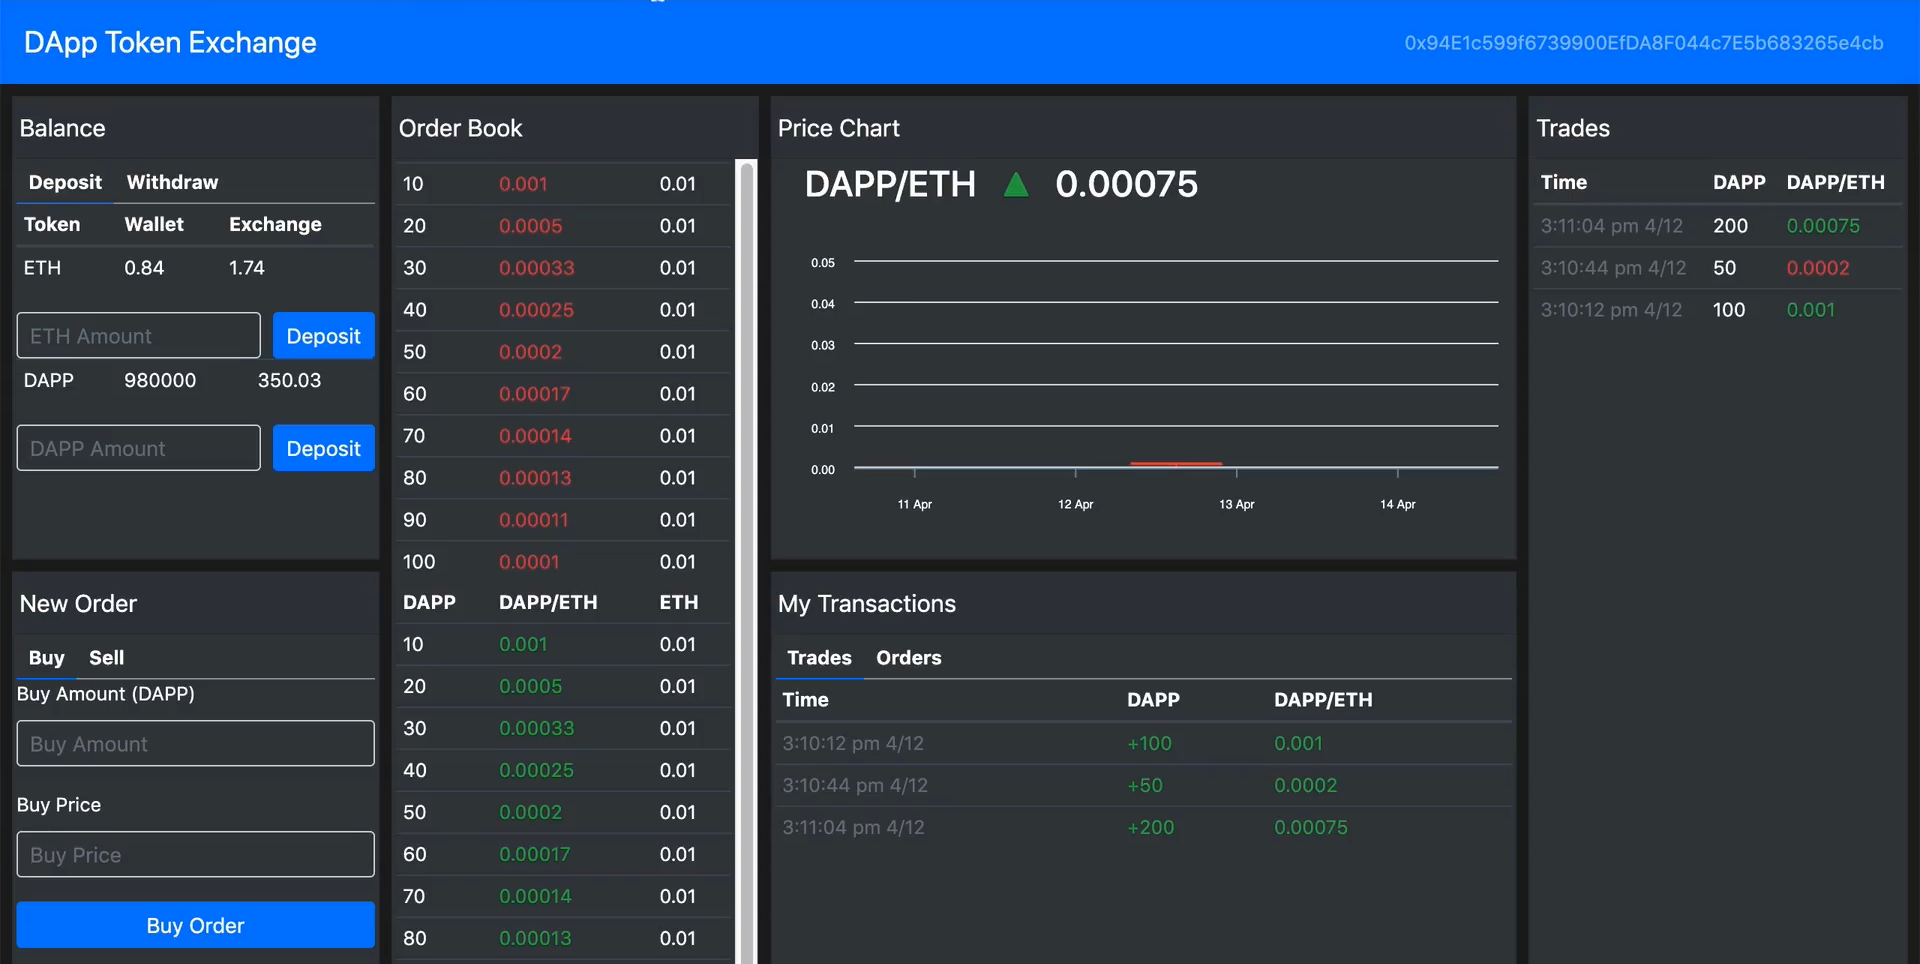 DApp Token Exchange
0x94E1c599f6739900EfDA8F044c7E5b683265e4cb
Balance
Deposit Withdraw
Token Wallet Exchange
ETH 0.84 1.74
ETH Amount Deposit
DAPP 980000 350.03
DAPP Amount Deposit
New Order
Buy Sell
Buy Amount (DAPP)
Buy Amount
Buy Price
Buy Price
Buy Order
Order Book
10 0.001 0.01
20 0.0005 0.01
30 0.00033 0.01
40 0.00025 0.01
50 0.0002 0.01
60 0.00017 0.01
70 0.00014 0.01
80 0.00013 0.01
90 0.00011 0.01
100 0.0001 0.01
DAPP DAPP/ETH ETH
10 0.001 0.01
20 0.0005 0.01
30 0.00033 0.01
40 0.00025 0.01
50 0.0002 0.01
60 0.00017 0.01
70 0.00014 0.01
80 0.00013 0.01
Price Chart
DAPP/ETH ▲ 0.00075
0.05
0.04
0.03
0.02
0.01
0.00
11 Apr 12 Apr 13 Apr 14 Apr
My Transactions
Trades Orders
Time DAPP DAPP/ETH
3:10:12 pm 4/12 +100 0.001
3:10:44 pm 4/12 +50 0.0002
3:11:04 pm 4/12 +200 0.00075
Trades
Time DAPP DAPP/ETH
3:11:04 pm 4/12 200 0.00075
3:10:44 pm 4/12 50 0.0002
3:10:12 pm 4/12 100 0.001